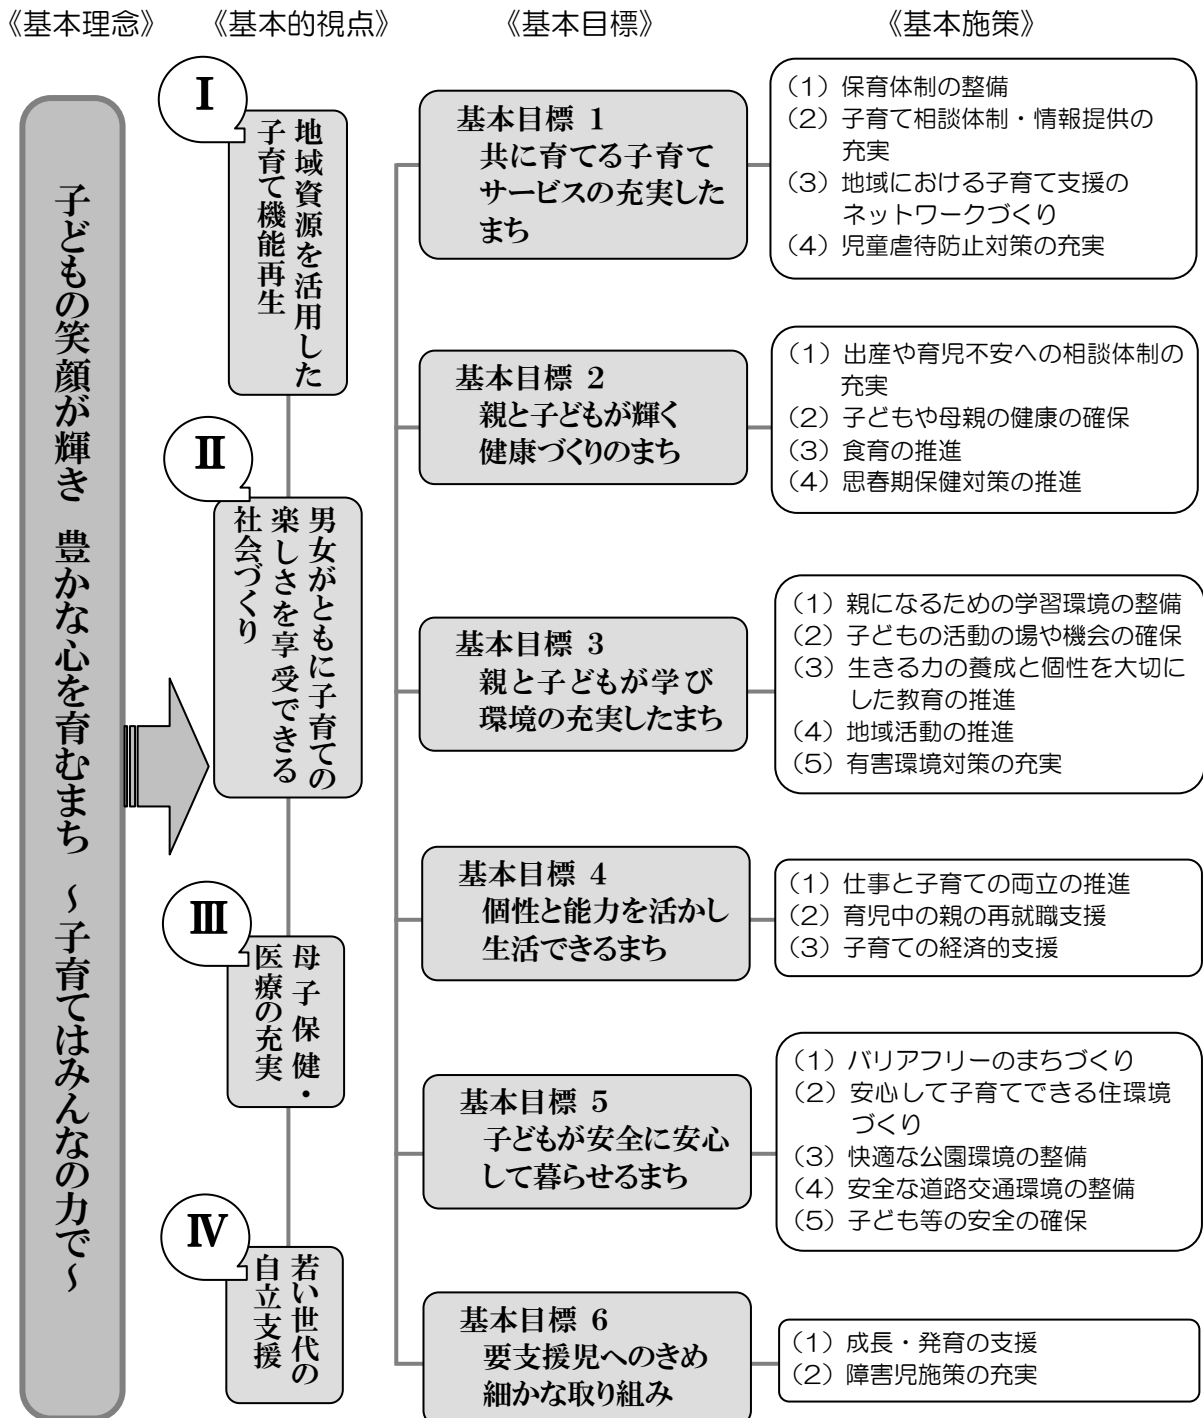 《基本理念》
《基本的視点》
《基本目標》
《基本施策》
子どもの笑顔が輝き 豊かな心を育むまち ～子育てはみんなの力で～
Ⅰ
地域資源を活用した
子育て機能再生
Ⅱ
男女がともに子育ての
楽しさを享受できる
社会づくり
Ⅲ
母子保健・
医療の充実
Ⅳ
若い世代の
自立支援
基本目標 1
共に育てる子育て
サービスの充実した
まち
（1）保育体制の整備
（2）子育て相談体制・情報提供の
充実
（3）地域における子育て支援の
ネットワークづくり
（4）児童虐待防止対策の充実
基本目標 2
親と子どもが輝く
健康づくりのまち
（1）出産や育児不安への相談体制の
充実
（2）子どもや母親の健康の確保
（3）食育の推進
（4）思春期保健対策の推進
基本目標 3
親と子どもが学び
環境の充実したまち
（1）親になるための学習環境の整備
（2）子どもの活動の場や機会の確保
（3）生きる力の養成と個性を大切に
した教育の推進
（4）地域活動の推進
（5）有害環境対策の充実
基本目標 4
個性と能力を活かし
生活できるまち
（1）仕事と子育ての両立の推進
（2）育児中の親の再就職支援
（3）子育ての経済的支援
基本目標 5
子どもが安全に安心
して暮らせるまち
（1）バリアフリーのまちづくり
（2）安心して子育てできる住環境
づくり
（3）快適な公園環境の整備
（4）安全な道路交通環境の整備
（5）子ども等の安全の確保
基本目標 6
要支援児へのきめ
細かな取り組み
（1）成長・発育の支援
（2）障害児施策の充実